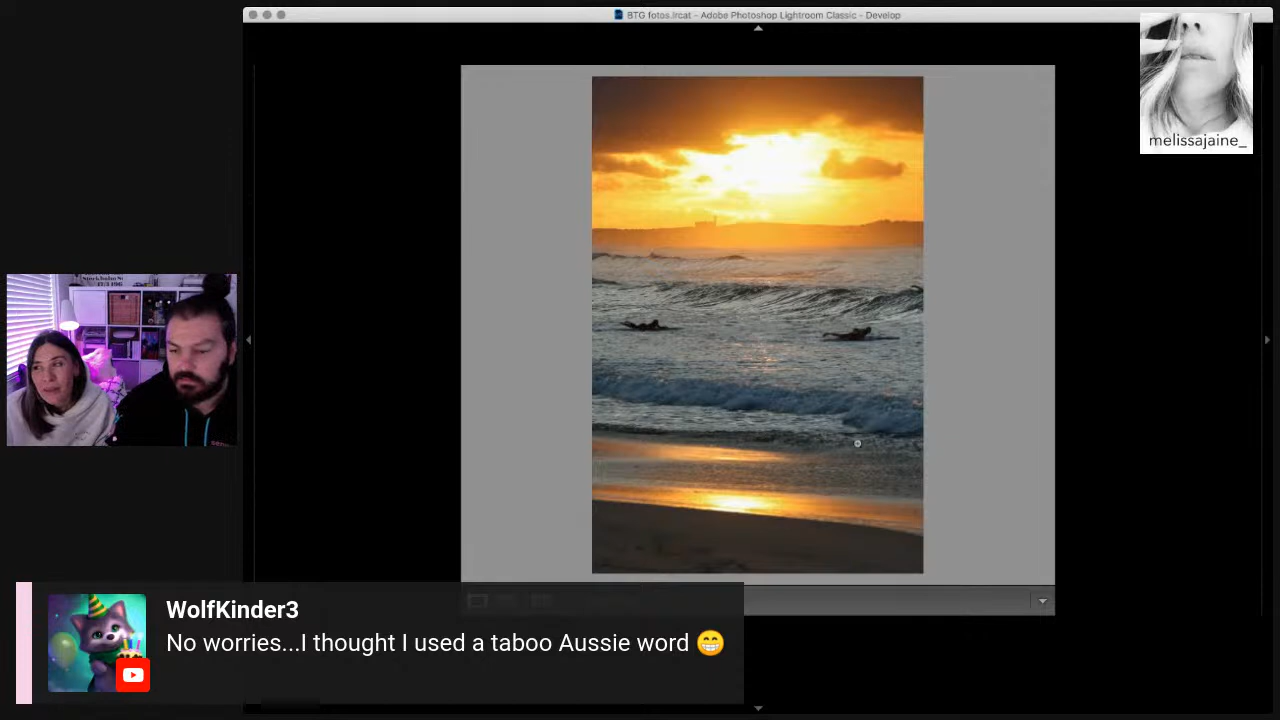 BTG fotos.lrcat - Adobe Photoshop Lightroom Classic - Develop
melissajaine_
WolfKinder3
No worries...I thought I used a taboo Aussie word 😁